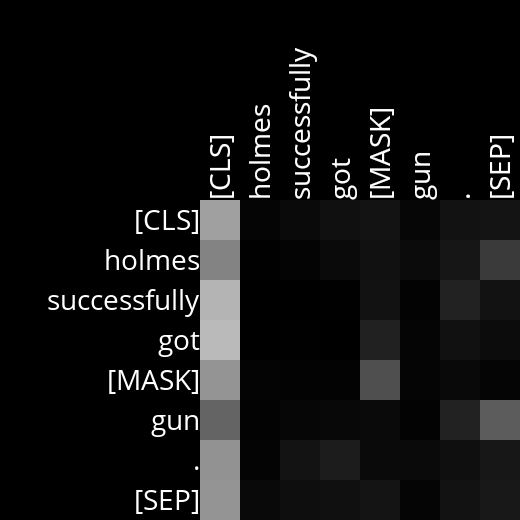 [CLS]
holmes
successfully
got
[MASK]
gun
.
[SEP]
[CLS]
holmes
successfully
got
[MASK]
gun
.
[SEP]